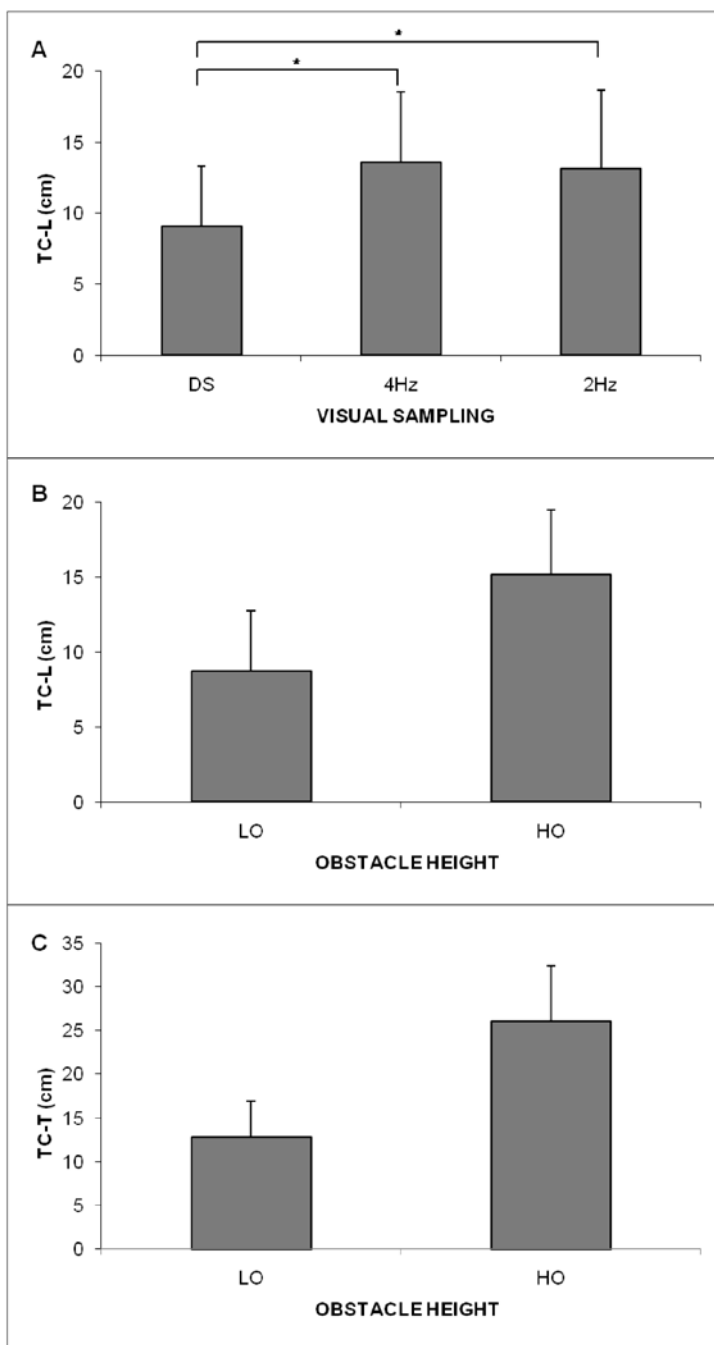 A
*
*
20
15
10
5
0
TC-L (cm)
DS 4Hz 2Hz
VISUAL SAMPLING
B
20
15
10
5
0
TC-L (cm)
LO HO
OBSTACLE HEIGHT
C
35
30
25
20
15
10
5
0
TC-T (cm)
LO HO
OBSTACLE HEIGHT